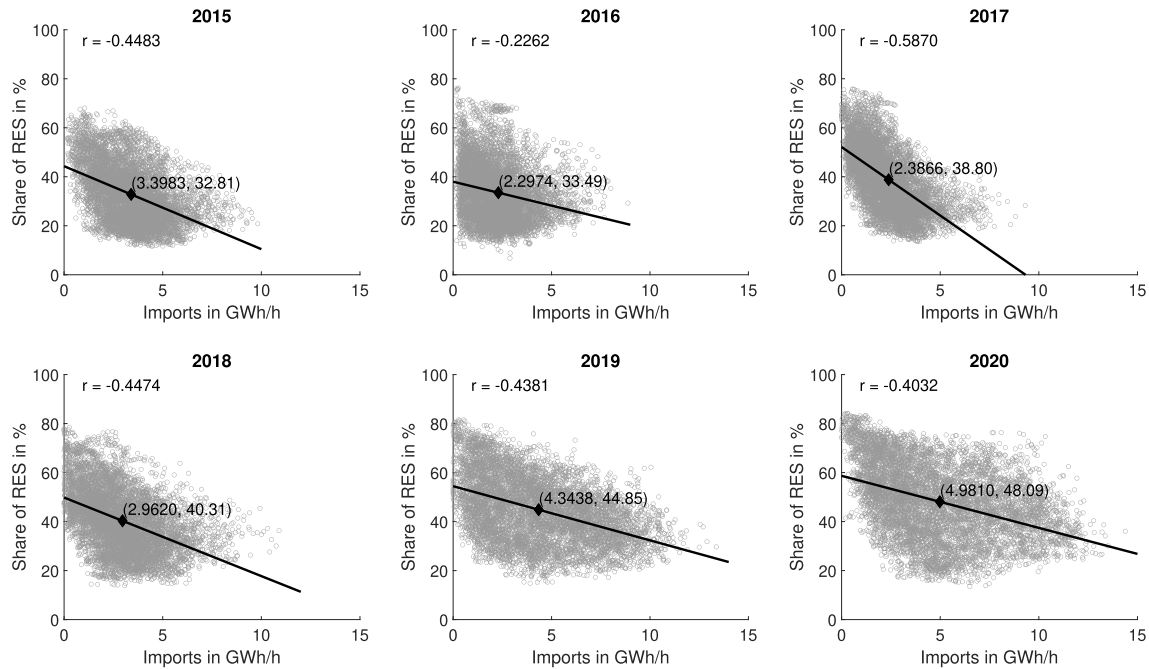 2015
r = -0.4483
(3.3983, 32.81)
Share of RES in %
100
80
60
40
20
0
0 5 10 15
Imports in GWh/h
2016
r = -0.2262
(2.2974, 33.49)
Share of RES in %
100
80
60
40
20
0
0 5 10 15
Imports in GWh/h
2017
r = -0.5870
(2.3866, 38.80)
Share of RES in %
100
80
60
40
20
0
0 5 10 15
Imports in GWh/h
2018
r = -0.4474
(2.9620, 40.31)
Share of RES in %
100
80
60
40
20
0
0 5 10 15
Imports in GWh/h
2019
r = -0.4381
(4.3438, 44.85)
Share of RES in %
100
80
60
40
20
0
0 5 10 15
Imports in GWh/h
2020
r = -0.4032
(4.9810, 48.09)
Share of RES in %
100
80
60
40
20
0
0 5 10 15
Imports in GWh/h